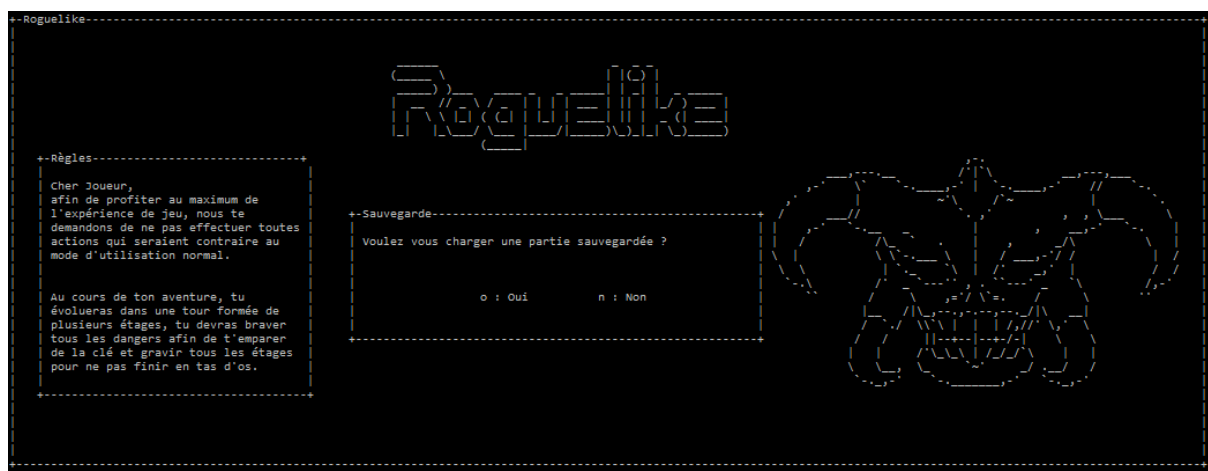 Roguelike
Roguelike
Règles
Cher Joueur,
afin de profiter au maximum de
l'expérience de jeu, nous te
demandons de ne pas effectuer toutes
actions qui seraient contraire au
mode d'utilisation normal.
Au cours de ton aventure, tu
évolueras dans une tour formée de
plusieurs étages, tu devras braver
tous les dangers afin de t'emparer
de la clé et gravir tous les étages
pour ne pas finir en tas d'os.
Sauvegarde
Voulez vous charger une partie sauvegardée ?
o : Oui n : Non